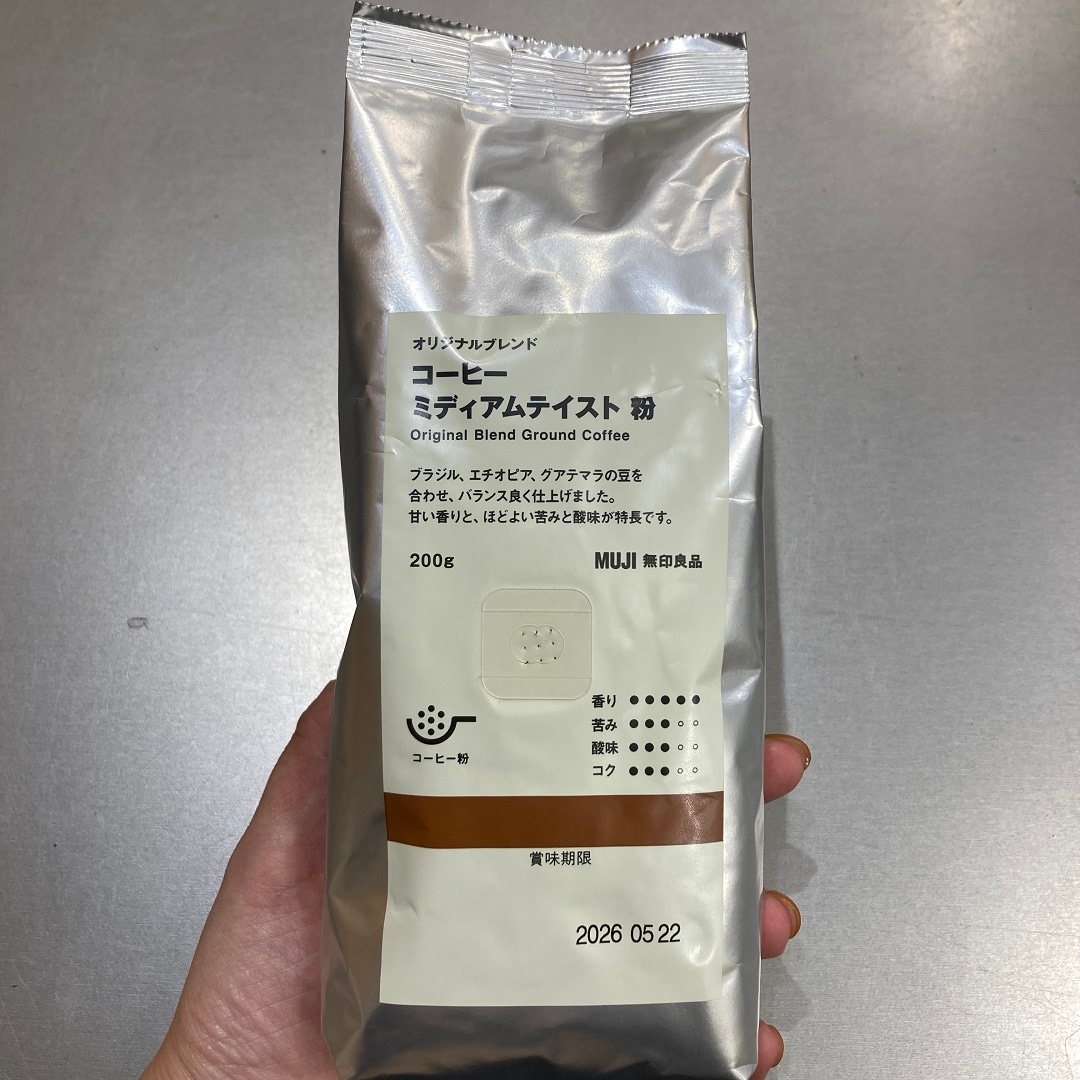 オリジナルブレンド
コーヒー
ミディアムテイスト 粉
Original Blend Ground Coffee
ブラジル、エチオピア、グアテマラの豆を
合わせ、バランス良く仕上げました。
甘い香りと、ほどよい苦みと酸味が特長です。
200g MUJI 無印良品
香り ●●●●●
苦み ●●●○○
酸味 ●●●○○
コク ●●●○○
コーヒー粉
賞味期限
2026 05 22